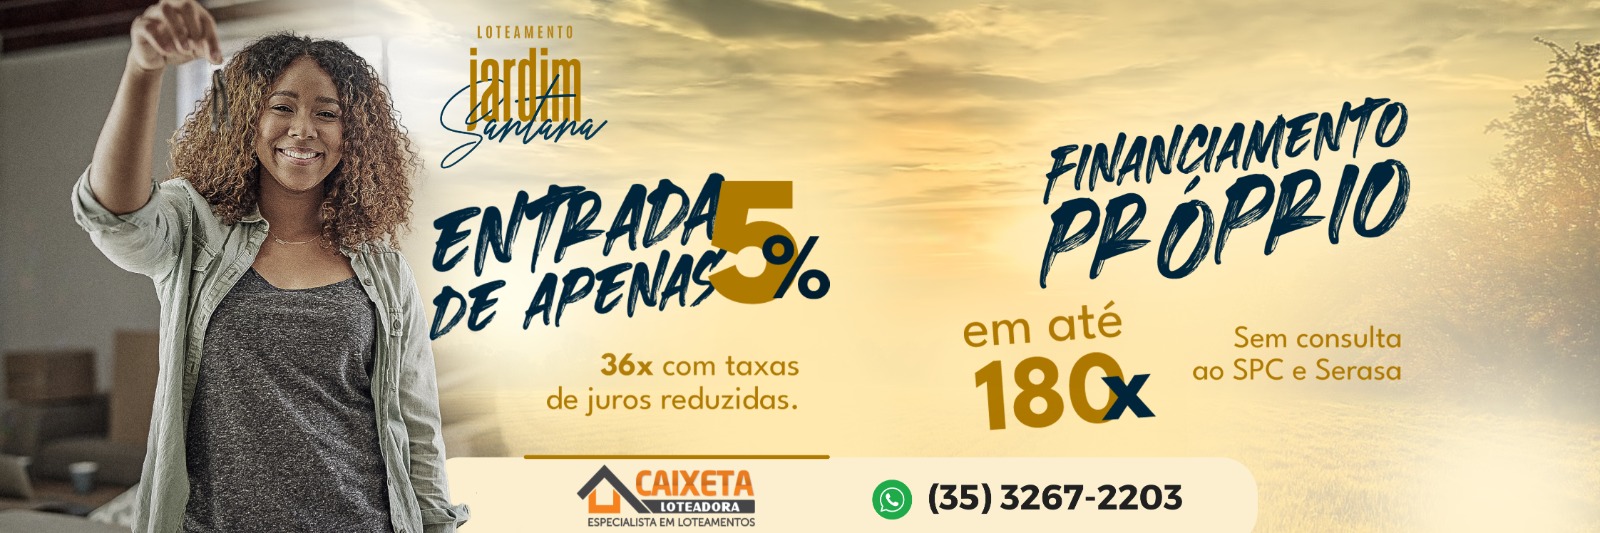 LOTEAMENTO
jardim
Santana
ENTRADA
DE APENAS 5%
36x com taxas
de juros reduzidas.
FINANCIAMENTO
PRÓPRIO
em até
180x
Sem consulta
ao SPC e Serasa
CAIXETA
LOTEADORA
ESPECIALISTA EM LOTEAMENTOS
(35) 3267-2203